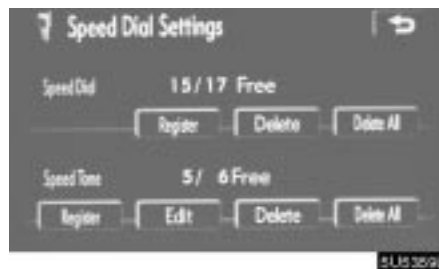 Speed Dial Settings
Speed Dial 15/17 Free
Register Delete Delete All
Speed Tone 5/ 6 Free
Register Edit Delete Delete All
5U5359